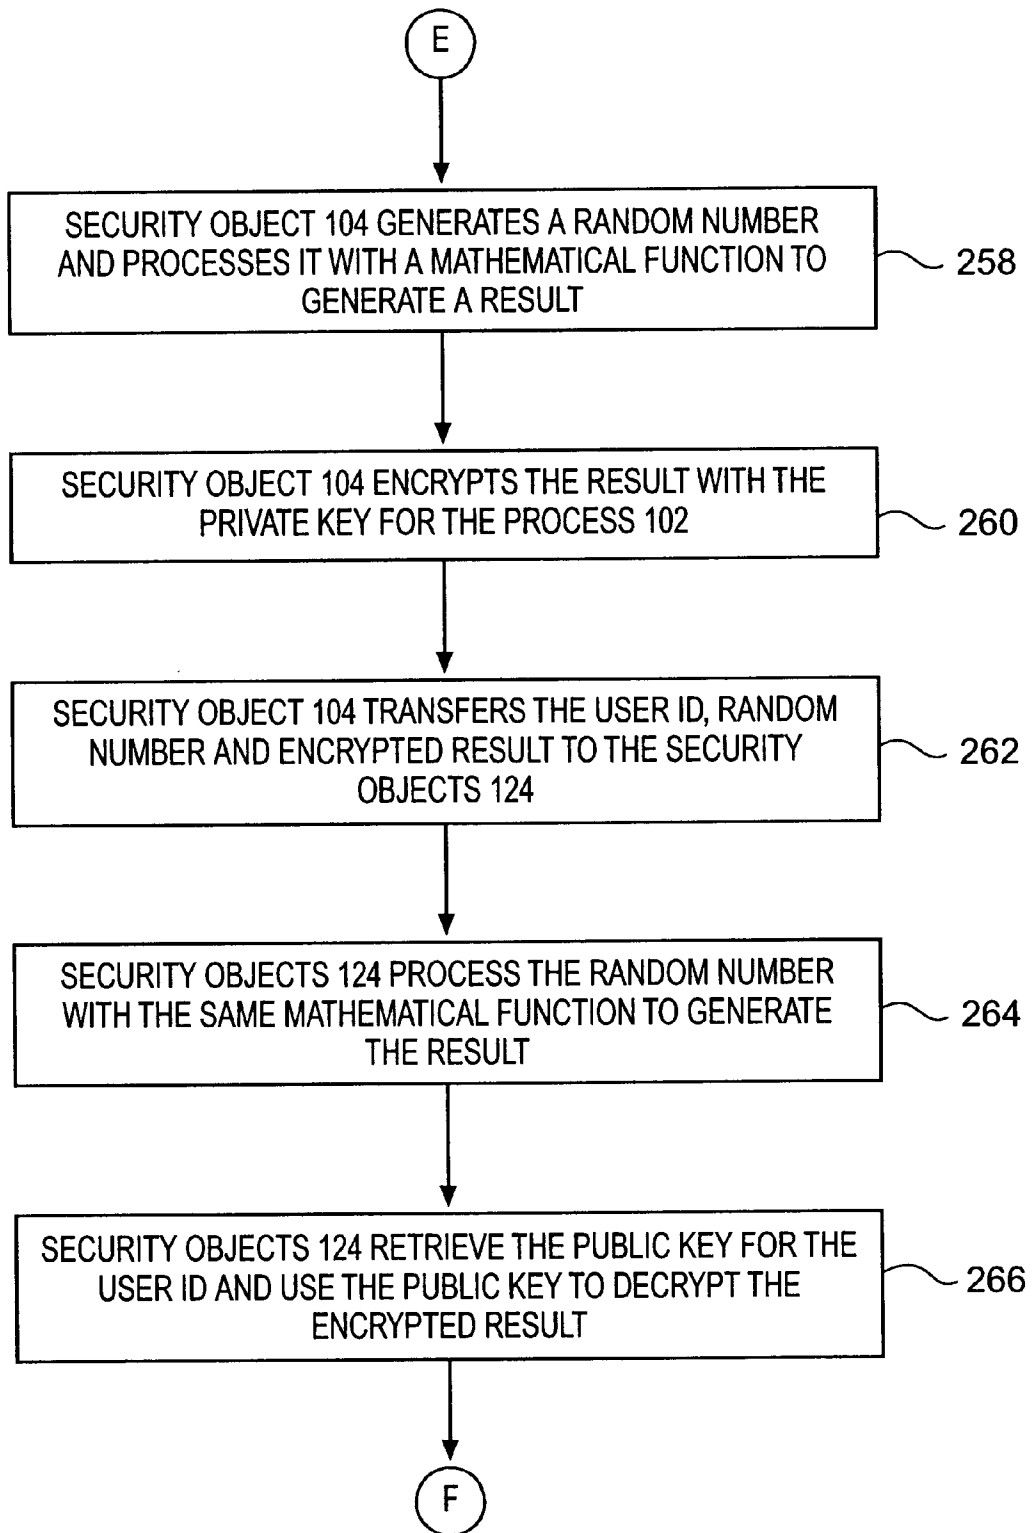 E
SECURITY OBJECT 104 GENERATES A RANDOM NUMBER
AND PROCESSES IT WITH A MATHEMATICAL FUNCTION TO
GENERATE A RESULT
258
SECURITY OBJECT 104 ENCRYPTS THE RESULT WITH THE
PRIVATE KEY FOR THE PROCESS 102
260
SECURITY OBJECT 104 TRANSFERS THE USER ID, RANDOM
NUMBER AND ENCRYPTED RESULT TO THE SECURITY
OBJECTS 124
262
SECURITY OBJECTS 124 PROCESS THE RANDOM NUMBER
WITH THE SAME MATHEMATICAL FUNCTION TO GENERATE
THE RESULT
264
SECURITY OBJECTS 124 RETRIEVE THE PUBLIC KEY FOR THE
USER ID AND USE THE PUBLIC KEY TO DECRYPT THE
ENCRYPTED RESULT
266
F